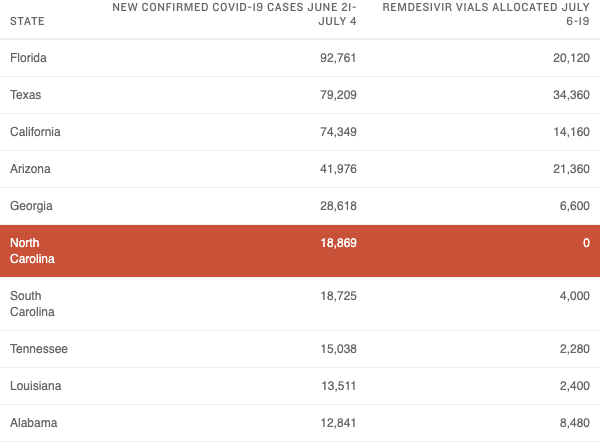 STATE NEW CONFIRMED COVID-19 CASES JUNE 21-JULY 4 REMDESIVIR VIALS ALLOCATED JULY 6-19
Florida 92,761 20,120
Texas 79,209 34,360
California 74,349 14,160
Arizona 41,976 21,360
Georgia 28,618 6,600
North Carolina 18,869 0
South Carolina 18,725 4,000
Tennessee 15,038 2,280
Louisiana 13,511 2,400
Alabama 12,841 8,480